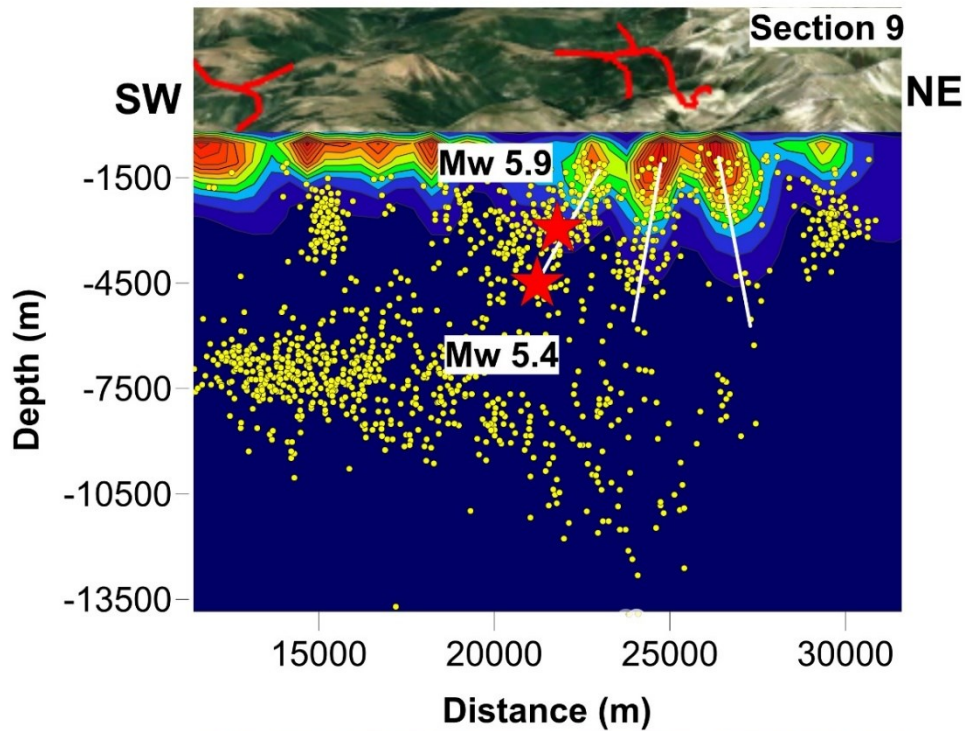 Section 9
SW
NE
Mw 5.9
-1500
-4500
Mw 5.4
-7500
-10500
-13500
Depth (m)
15000 20000 25000 30000
Distance (m)